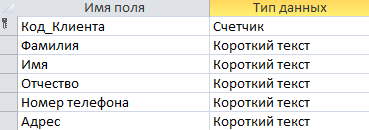 Имя поля Тип данных
Код_Клиента Счетчик
Фамилия Короткий текст
Имя Короткий текст
Отчество Короткий текст
Номер телефона Короткий текст
Адрес Короткий текст